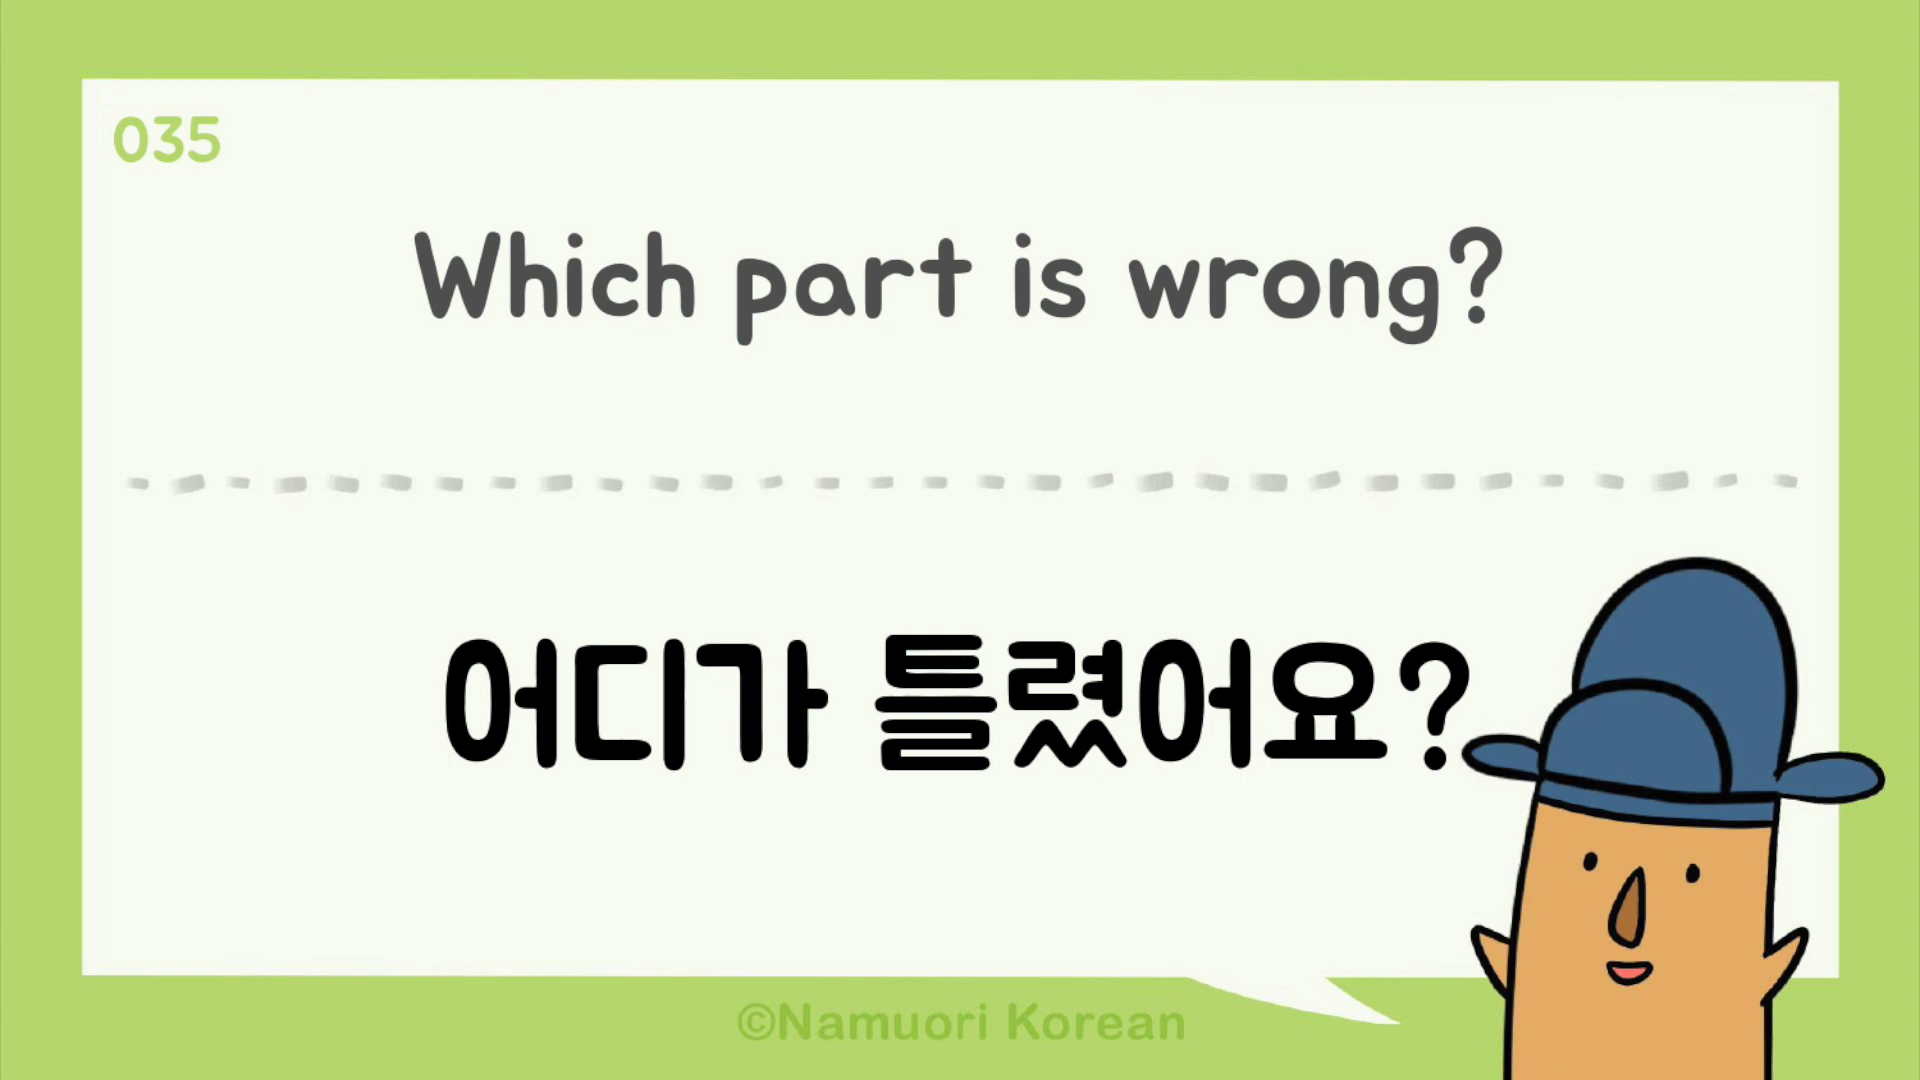 035
Which part is wrong?
어디가 틀렸어요?
©Namuori Korean